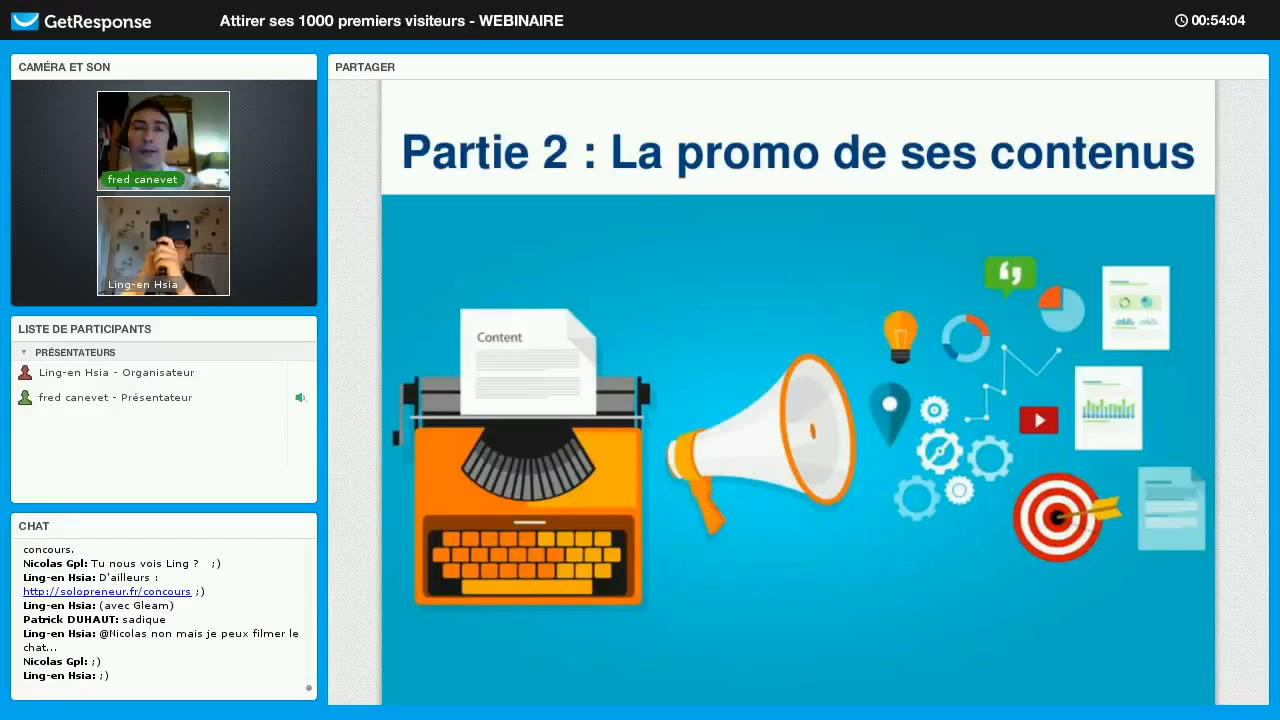 GetResponse
Attirer ses 1000 premiers visiteurs - WEBINAIRE
00:54:04
CAMÉRA ET SON
fred canevet
Ling-en Hsia
LISTE DE PARTICIPANTS
PRÉSENTATEURS
Ling-en Hsia - Organisateur
fred canevet - Présentateur
CHAT
concours.
Nicolas Gpl: Tu nous vois Ling ? ;)
Ling-en Hsia: D'ailleurs :
http://solopreneur.fr/concours ;)
Ling-en Hsia: (avec Gleam)
Patrick DUHAUT: sadique
Ling-en Hsia: @Nicolas non mais je peux filmer le
chat...
Nicolas Gpl: ;)
Ling-en Hsia: ;)
PARTAGER
Partie 2 : La promo de ses contenus
Content